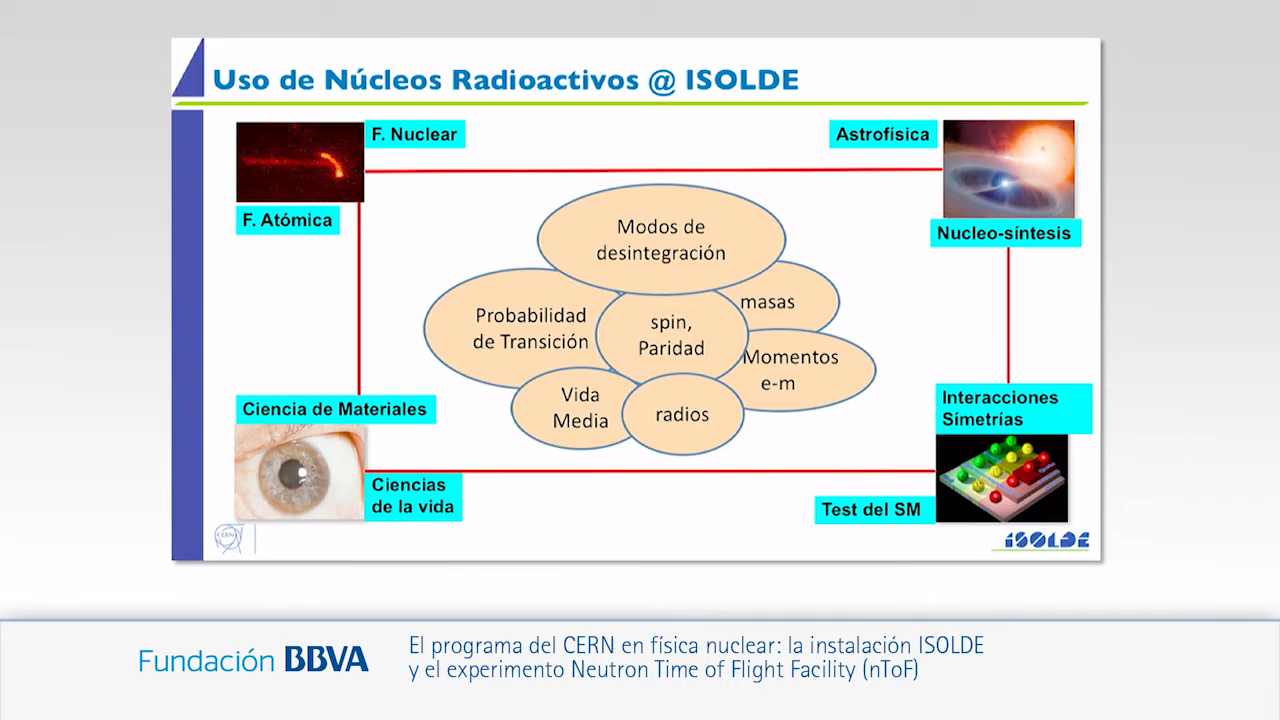 Uso de Núcleos Radioactivos @ ISOLDE
F. Nuclear
Astrofísica
F. Atómica
Nucleo-síntesis
Modos de
desintegración
masas
Probabilidad
de Transición
spin,
Paridad
Momentos
e-m
Vida
Media
radios
Ciencia de Materiales
Interacciones
Simetrías
Ciencias
de la vida
Test del SM
CERN
ISOLDE
Fundación BBVA
El programa del CERN en física nuclear: la instalación ISOLDE
y el experimento Neutron Time of Flight Facility (nToF)